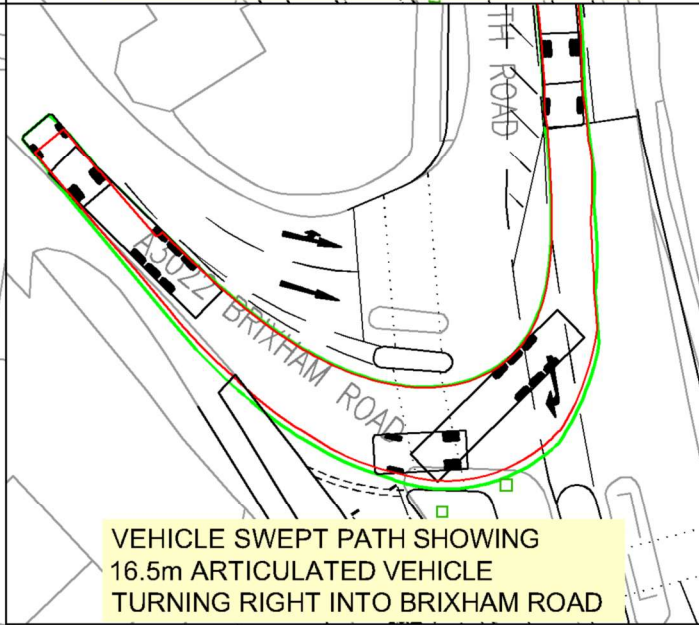 TH ROAD
A3022 BRIXHAM ROAD
VEHICLE SWEPT PATH SHOWING
16.5m ARTICULATED VEHICLE
TURNING RIGHT INTO BRIXHAM ROAD